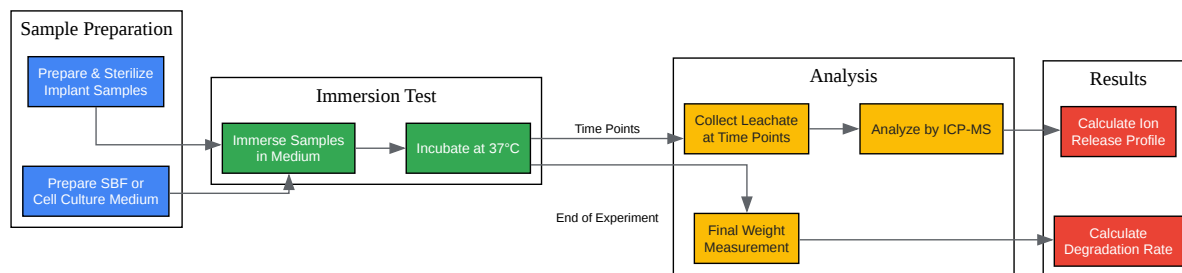 Sample Preparation
Prepare & Sterilize
Implant Samples
Prepare SBF or
Cell Culture Medium
Immersion Test
Immerse Samples
in Medium
Incubate at 37°C
Time Points
End of Experiment
Analysis
Collect Leachate
at Time Points
Analyze by ICP-MS
Final Weight
Measurement
Results
Calculate Ion
Release Profile
Calculate
Degradation Rate